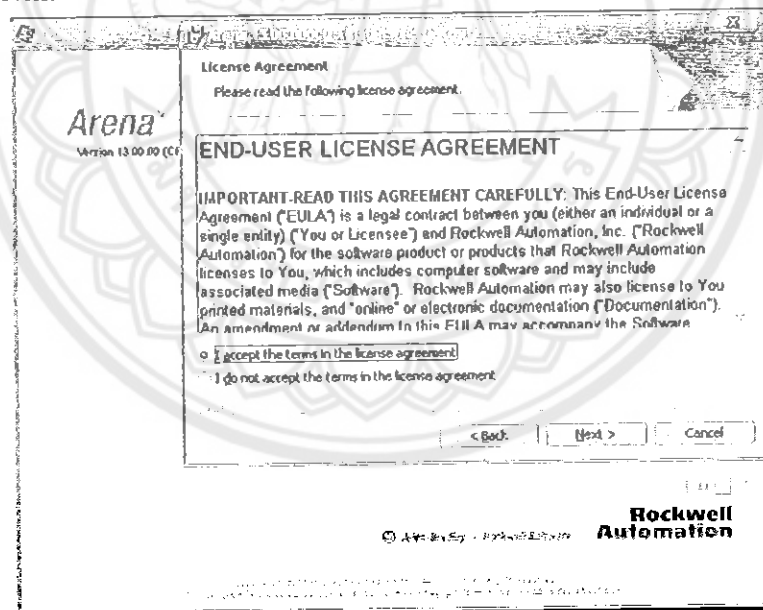 License Agreement
Please read the following license agreement.
Arena
Version 13.00.00 (CP
END-USER LICENSE AGREEMENT
IMPORTANT-READ THIS AGREEMENT CAREFULLY: This End-User License
Agreement ("EULA") is a legal contract between you (either an individual or a
single entity) ("You or Licensee") and Rockwell Automation, Inc. ("Rockwell
Automation") for the software product or products that Rockwell Automation
licenses to You, which includes computer software and may include
associated media ("Software"). Rockwell Automation may also license to You
printed materials, and "online" or electronic documentation ("Documentation").
An amendment or addendum to this EULA may accompany the Software
I accept the terms in the license agreement
I do not accept the terms in the license agreement
< Back
Next >
Cancel
Rockwell
Automation